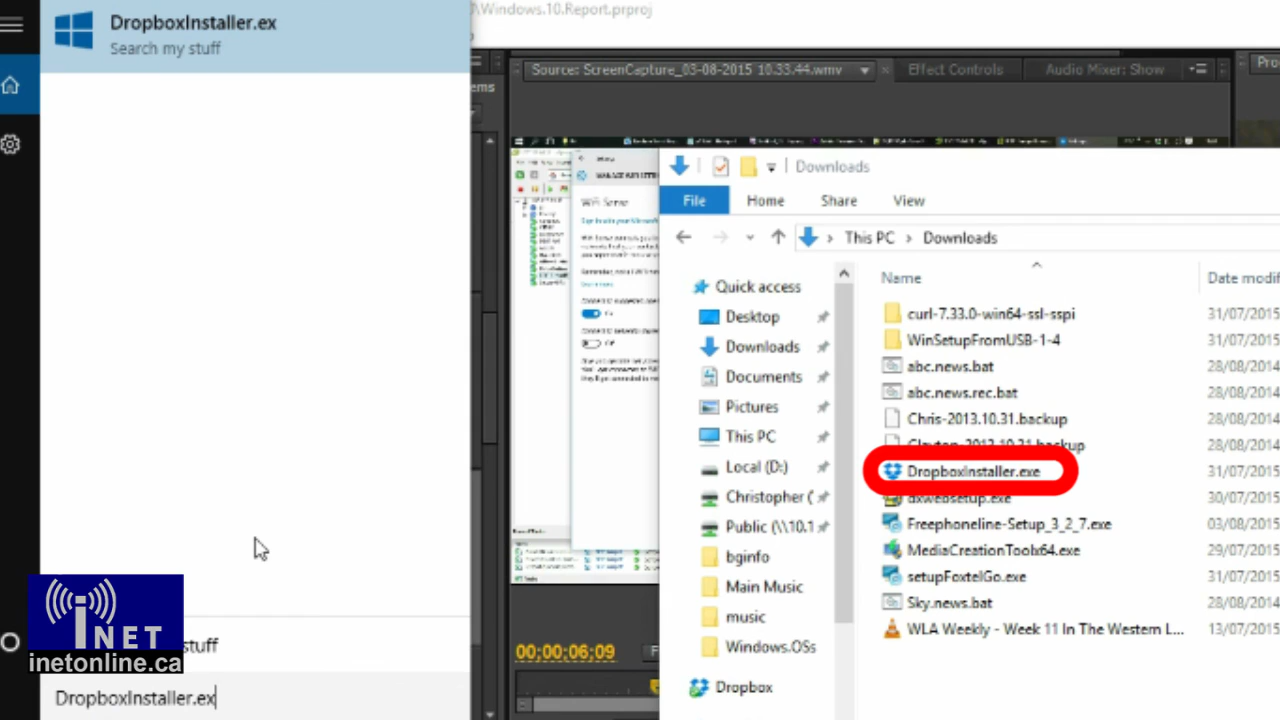 DropboxInstaller.ex
Search my stuff
\Windows.10.Report.prproj
Source: ScreenCapture_03-08-2015 10.33.44.wmv
Effect Controls
Audio Mixer: Show
ems
Downloads
File Home Share View
This PC > Downloads
Name
Date modif
Quick access
Desktop
Downloads
Documents
Pictures
This PC
Local (D:)
Christopher (
Public (\\10.1
bginfo
Main Music
music
Windows.OSs
Dropbox
curl-7.33.0-win64-ssl-sspi 31/07/2015
WinSetupFromUSB-1-4 31/07/2015
abc.news.bat 28/08/2014
abc.news.rec.bat 28/08/2014
Chris-2013.10.31.backup 28/08/2014
Clayton-2013.10.31.backup 28/08/2014
DropboxInstaller.exe 31/07/2015
dxwebsetup.exe 30/07/2015
Freephoneline-Setup_3_2_7.exe 03/08/2015
MediaCreationToolx64.exe 29/07/2015
setupFoxtelGo.exe 31/07/2015
Sky.news.bat 28/08/2014
WLA Weekly - Week 11 In The Western L... 13/07/2015
00;00;06;09
iNET
inetonline.ca
stuff
DropboxInstaller.ex